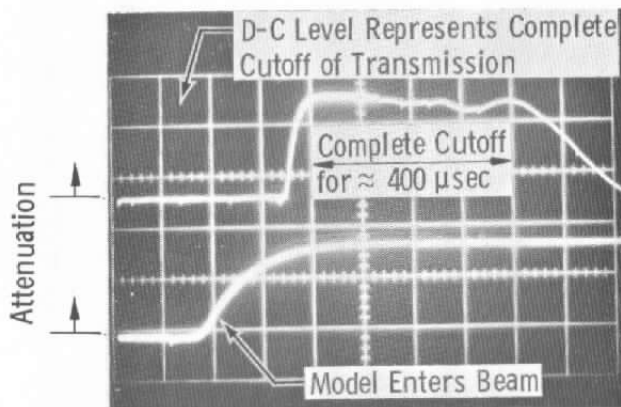 D-C Level Represents Complete
Cutoff of Transmission
Complete Cutoff
for ≈ 400 μsec
Attenuation
Model Enters Beam